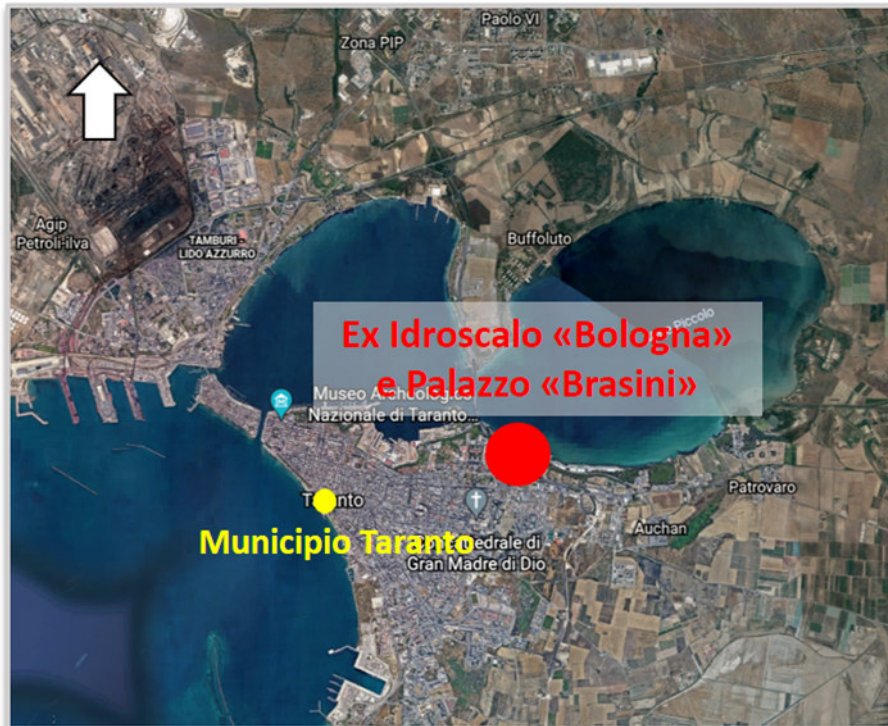 Paolo VI
Zona PIP
Agip
Petroli-ilva
TAMBURI -
LIDO AZZURRO
Buffoluto
Piccolo
Ex Idroscalo «Bologna»
e Palazzo «Brasini»
Museo Archeologico
Nazionale di Taranto...
Patrovaro
Taranto
Auchan
Municipio Taranto
Concattedrale di
Gran Madre di Dio